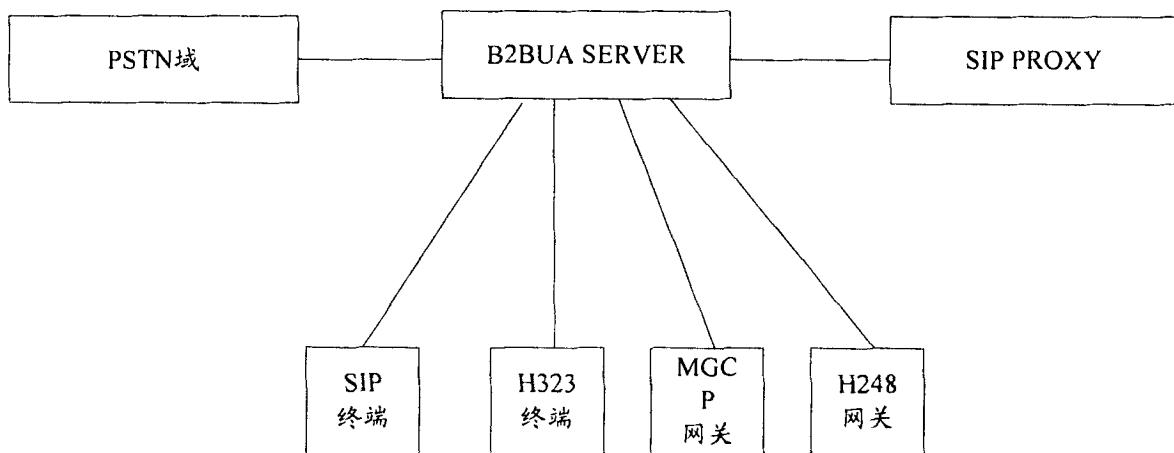 PSTN域
B2BUA SERVER
SIP PROXY
SIP
终端
H323
终端
MGC
P
网关
H248
网关